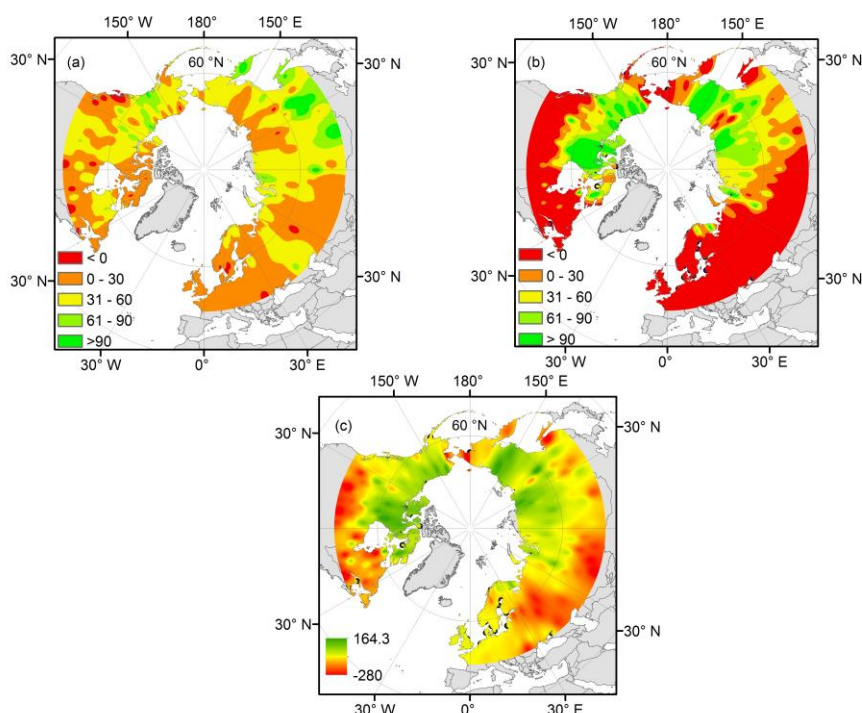 150° W 180° 150° E
30° N (a) 60 °N 30° N
< 0
0 - 30
31 - 60
61 - 90
>90
30° N 30° N
30° W 0° 30° E
150° W 180° 150° E
30° N (b) 60 °N 30° N
< 0
0 - 30
31 - 60
61 - 90
> 90
30° N 30° N
30° W 0° 30° E
150° W 180° 150° E
30° N (c) 60 °N 30° N
164.3
-280
30° N 30° N
30° W 0° 30° E